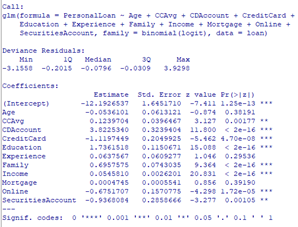 Call:
glm(formula = PersonalLoan ~ Age + CCAvg + CDAccount + CreditCard +
Education + Experience + Family + Income + Mortgage + Online +
SecuritiesAccount, family = binomial(logit), data = loan)
Deviance Residuals:
Min 1Q Median 3Q Max
-3.1558 -0.2015 -0.0796 -0.0309 3.9298
Coefficients:
Estimate Std. Error z value Pr(>|z|)
(Intercept) -12.1926537 1.6451710 -7.411 1.25e-13 ***
Age -0.0536101 0.0613121 -0.874 0.38191
CCAvg 0.1239704 0.0396467 3.127 0.00177 **
CDAccount 3.8225340 0.3239404 11.800 < 2e-16 ***
CreditCard -1.1197449 0.2049925 -5.462 4.70e-08 ***
Education 1.7361518 0.1150671 15.088 < 2e-16 ***
Experience 0.0637567 0.0609277 1.046 0.29536
Family 0.6957575 0.0743035 9.364 < 2e-16 ***
Income 0.0545810 0.0026201 20.831 < 2e-16 ***
Mortgage 0.0004745 0.0005541 0.856 0.39190
Online -0.6751707 0.1570775 -4.298 1.72e-05 ***
SecuritiesAccount -0.9368084 0.2858666 -3.277 0.00105 **
---
Signif. codes: 0 '***' 0.001 '**' 0.01 '*' 0.05 '.' 0.1 ' ' 1